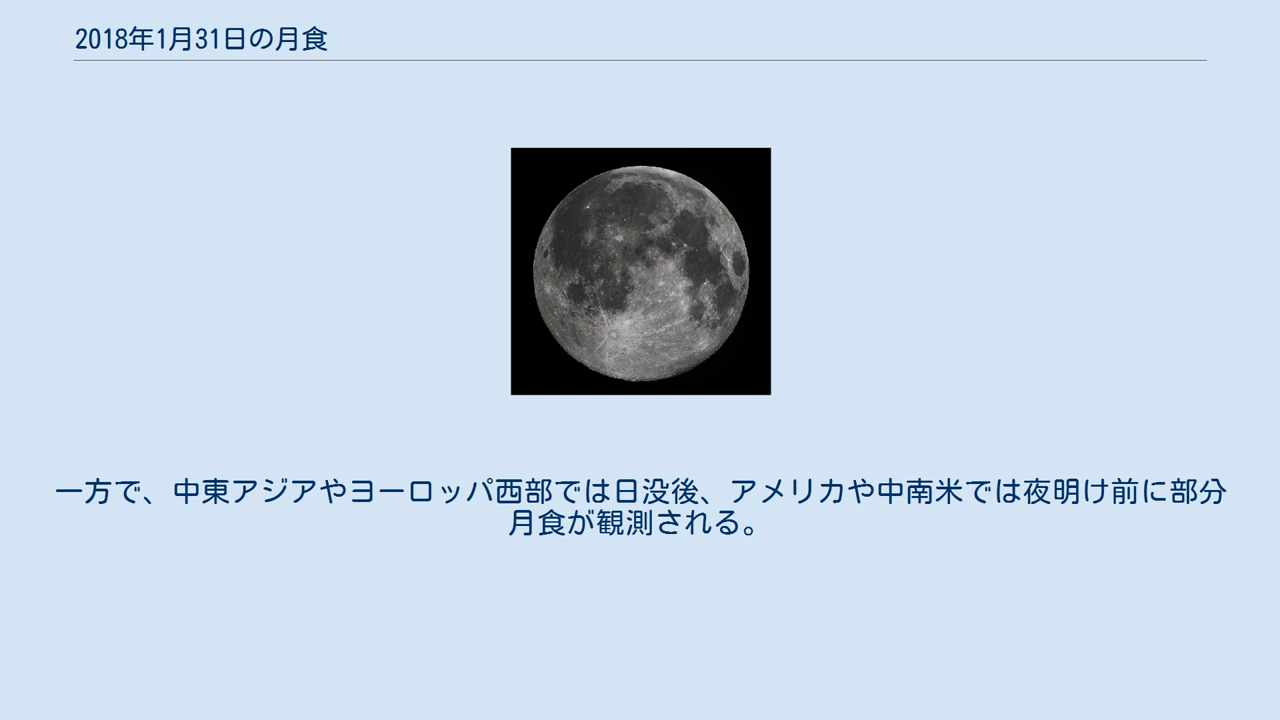 2018年1月31日の月食
一方で、中東アジアやヨーロッパ西部では日没後、アメリカや中南米では夜明け前に部分
月食が観測される。